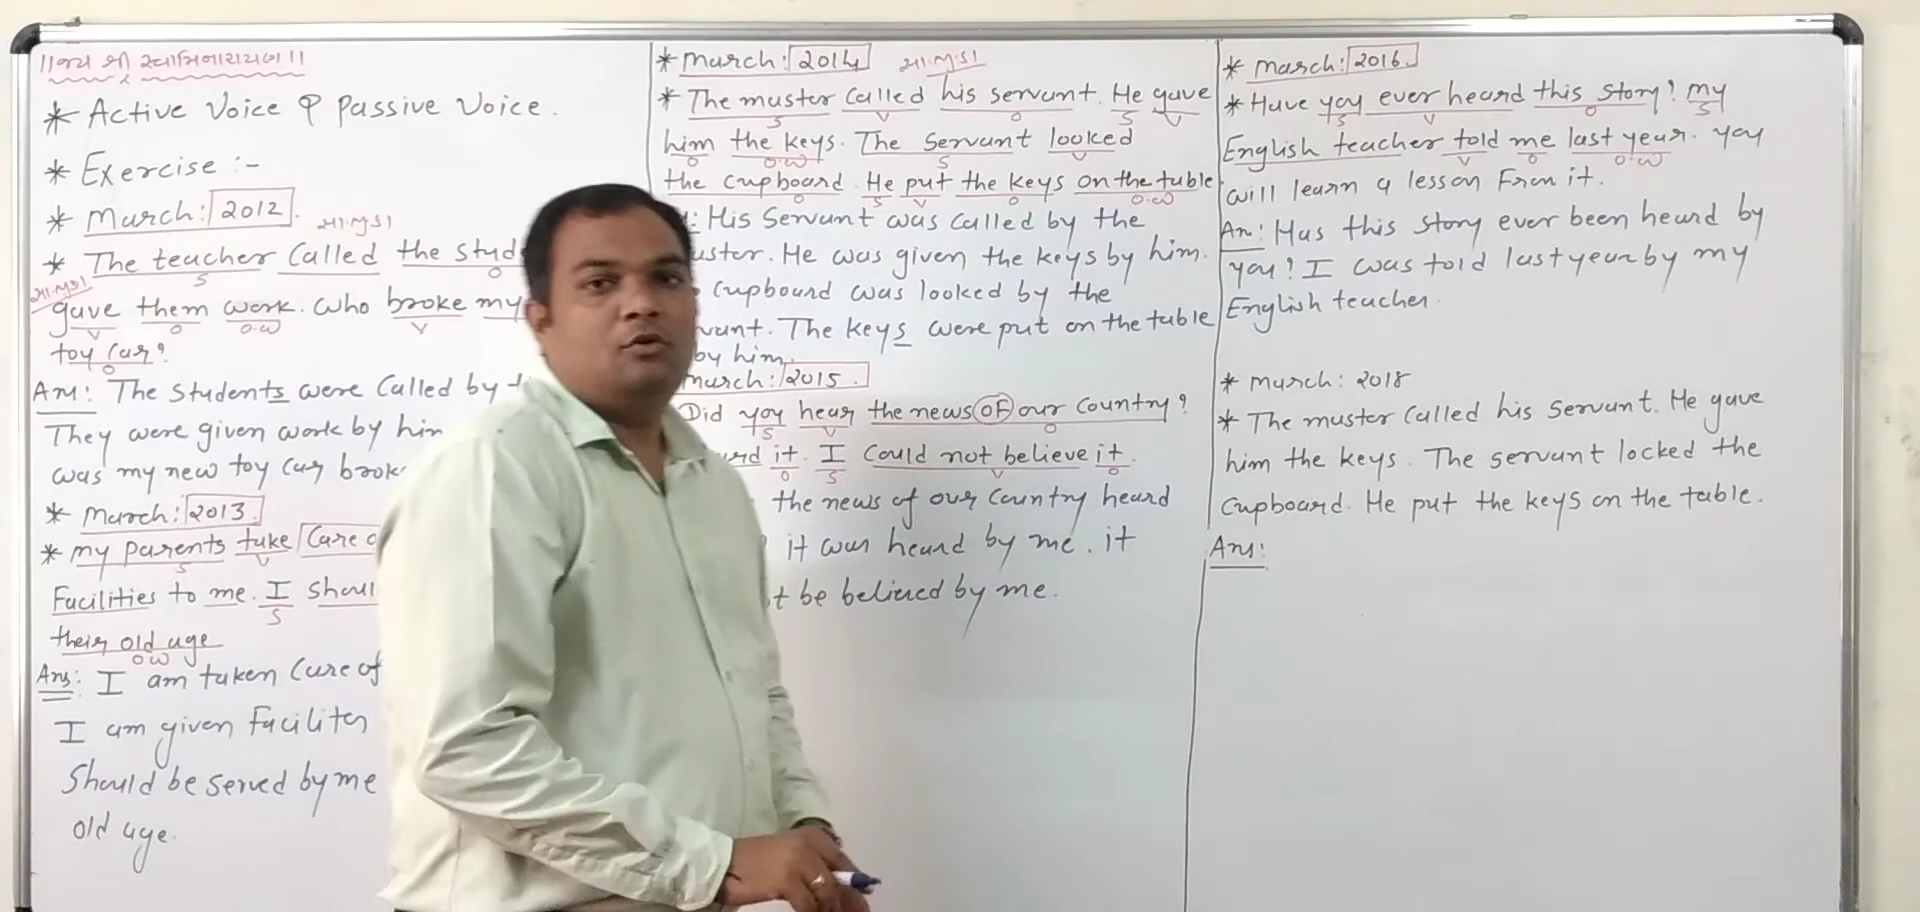 ।। જય શ્રી સ્વામિનારાયણ ।।
* Active Voice & Passive Voice.
* Exercise :-
* March: 2012. મા.મુ.ડા
* The teacher called the stud
S O
મા.મુ.ડા
gave them work. Who broke my
V O O.W V
toy car?
O
Ans: The students were called by t
They were given work by him
was my new toy car brok
* March: 2013.
* my parents take care o
S V
Facilities to me. I shoul
S
their old age
O.W
Ans: I am taken care of
I am given Facilites
Should be served by me
old age.
* March: 2014 મા.મુ.ડા
* The master called his servant. He gave
S V O S V
him the keys. The servant looked
O O.W S V
the cupboard. He put the keys on the table.
O S V O O.W
: His Servant was called by the
aster. He was given the keys by him.
cupboard was looked by the
vant. The keys were put on the table
by him.
March: 2015.
Did you hear the news OF our country?
S V O
ard it. I could not believe it.
O S V O
the news of our country heard
? it was heard by me. it
t be believed by me.
* March: 2016.
* Have you ever heard this story? my
S V O S
English teacher told me last year. you
V O O.W
will learn a lesson From it.
An: Has this story ever been heard by
you? I was told last year by my
English teacher.
* March: 2018
* The master called his servant. He gave
him the keys. The servant locked the
cupboard. He put the keys on the table.
Ans: